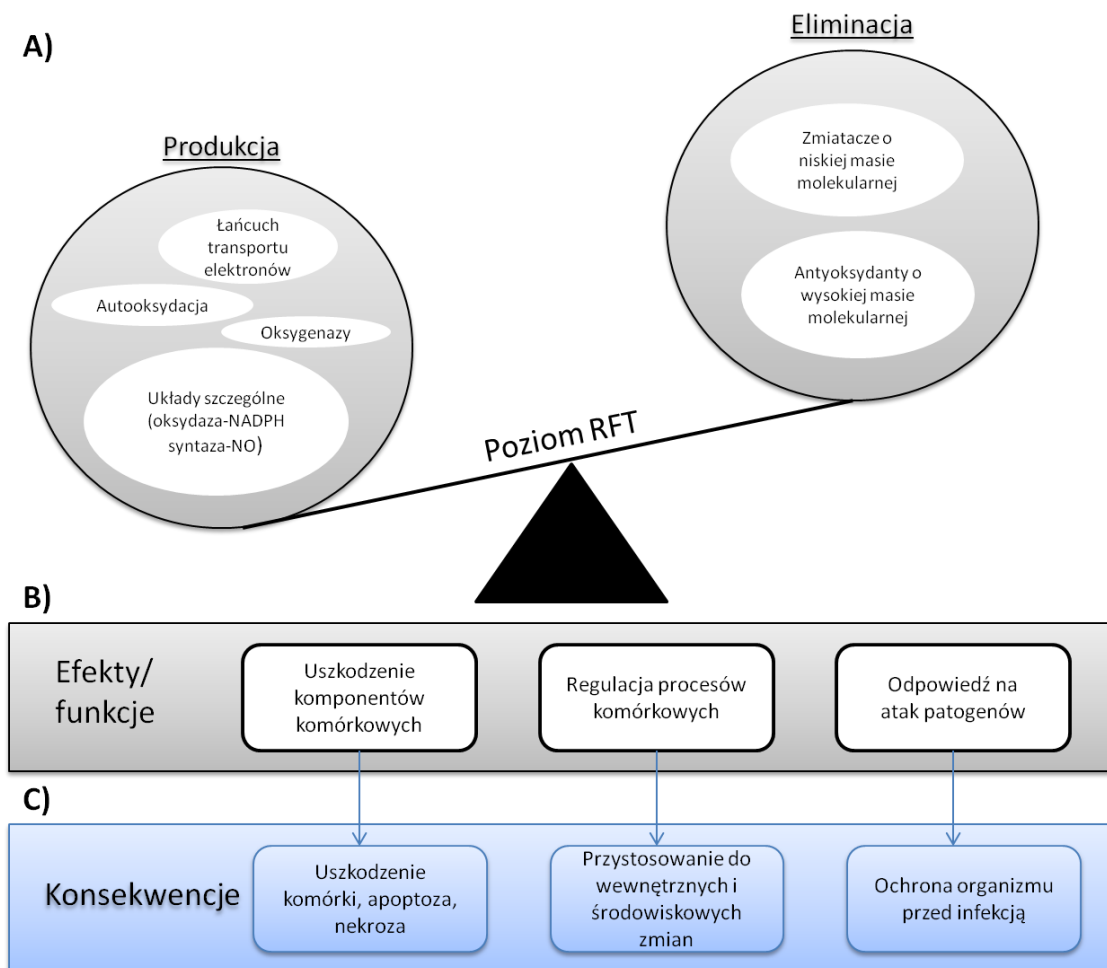 A)
Eliminacja
Zmiatacze o
niskiej masie
molekularnej
Antyoksydanty o
wysokiej masie
molekularnej
Produkcja
Łańcuch
transportu
elektronów
Autooksydacja
Oksygenazy
Układy szczególne
(oksydaza-NADPH
syntaza-NO)
Poziom RFT
B)
Efekty/
funkcje
Uszkodzenie
komponentów
komórkowych
Regulacja procesów
komórkowych
Odpowiedź na
atak patogenów
C)
Konsekwencje
Uszkodzenie
komórki, apoptoza,
nekroza
Przystosowanie do
wewnętrznych i
środowiskowych
zmian
Ochrona organizmu
przed infekcją